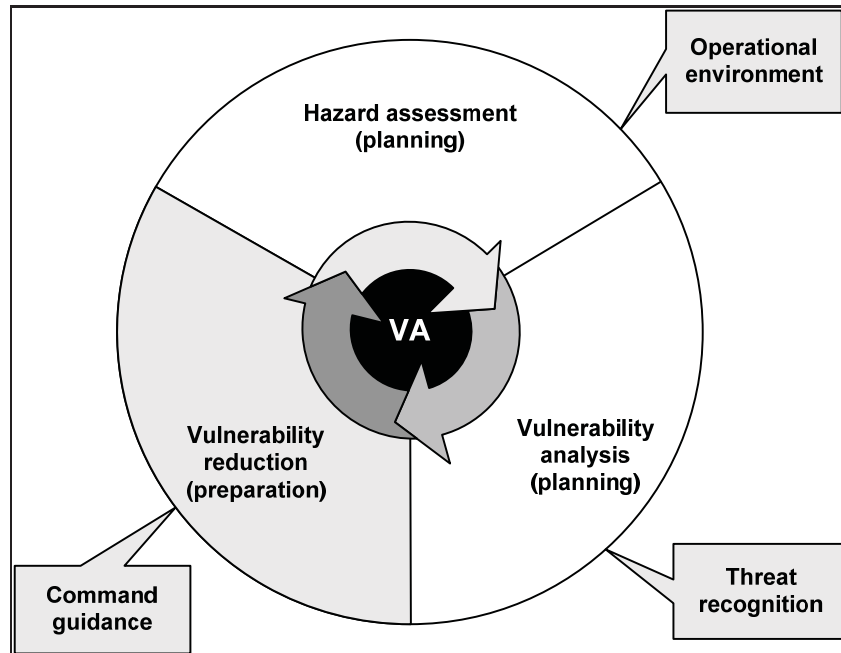 Operational
environment
Hazard assessment
(planning)
VA
Vulnerability
reduction
(preparation)
Vulnerability
analysis
(planning)
Command
guidance
Threat
recognition